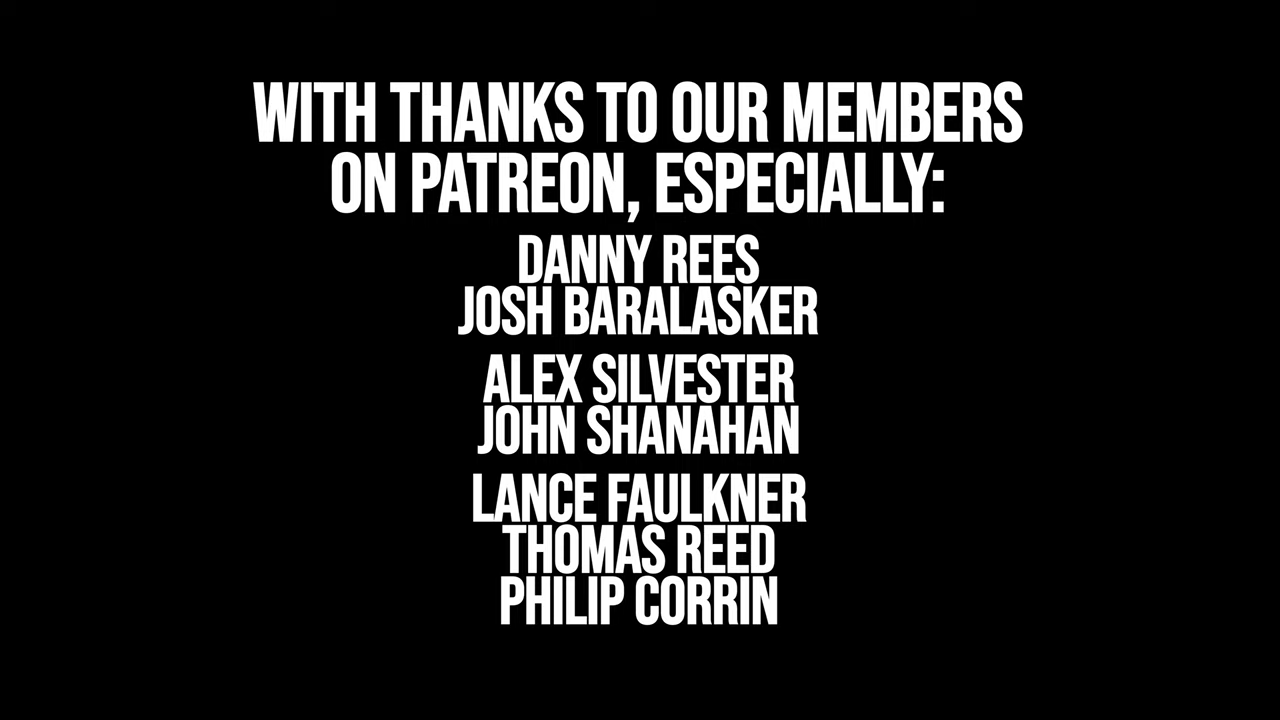 WITH THANKS TO OUR MEMBERS
ON PATREON, ESPECIALLY:
DANNY REES
JOSH BARALASKER
ALEX SILVESTER
JOHN SHANAHAN
LANCE FAULKNER
THOMAS REED
PHILIP CORRIN